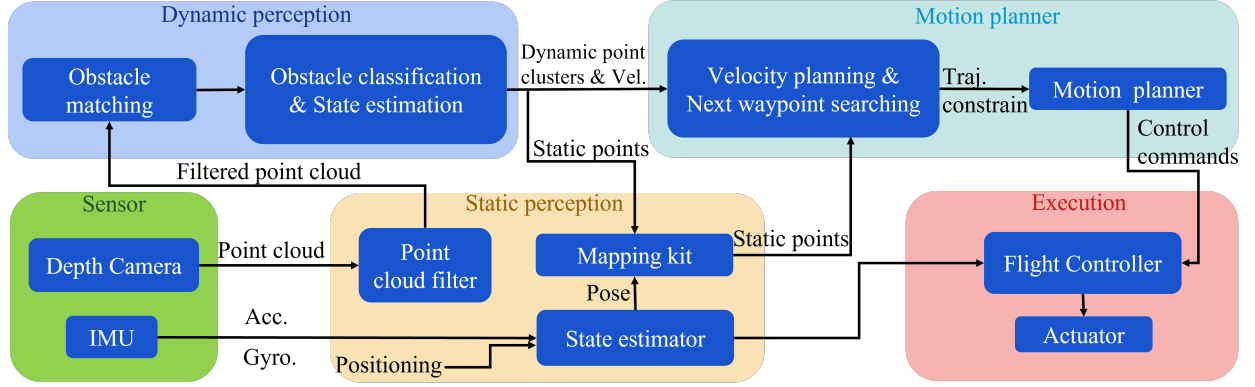 Dynamic perception
Obstacle
matching
Obstacle classification
& State estimation
Dynamic point
clusters & Vel.
Motion planner
Velocity planning &
Next waypoint searching
Traj.
constrain
Motion planner
Control
commands
Static points
Filtered point cloud
Sensor
Depth Camera
IMU
Point cloud
Acc.
Gyro.
Static perception
Point
cloud filter
Mapping kit
Pose
State estimator
Positioning
Static points
Execution
Flight Controller
Actuator